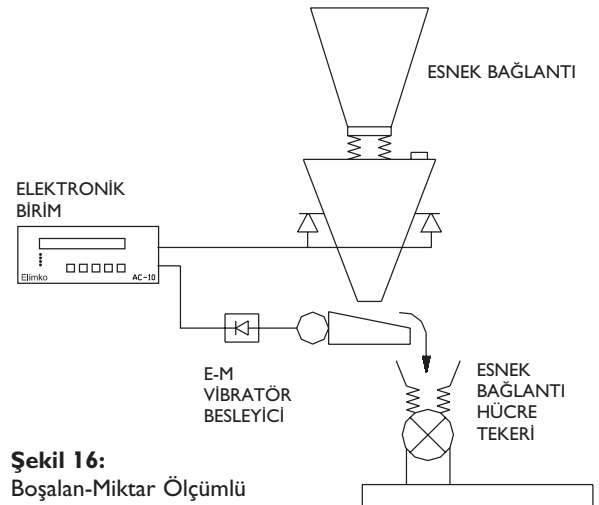 ESNEK BAĞLANTI
ELEKTRONİK
BİRİM
Elimko
AC-10
E-M
VİBRATÖR
BESLEYİCİ
ESNEK
BAĞLANTI
HÜCRE
TEKERİ
Şekil 16:
Boşalan-Miktar Ölçümlü